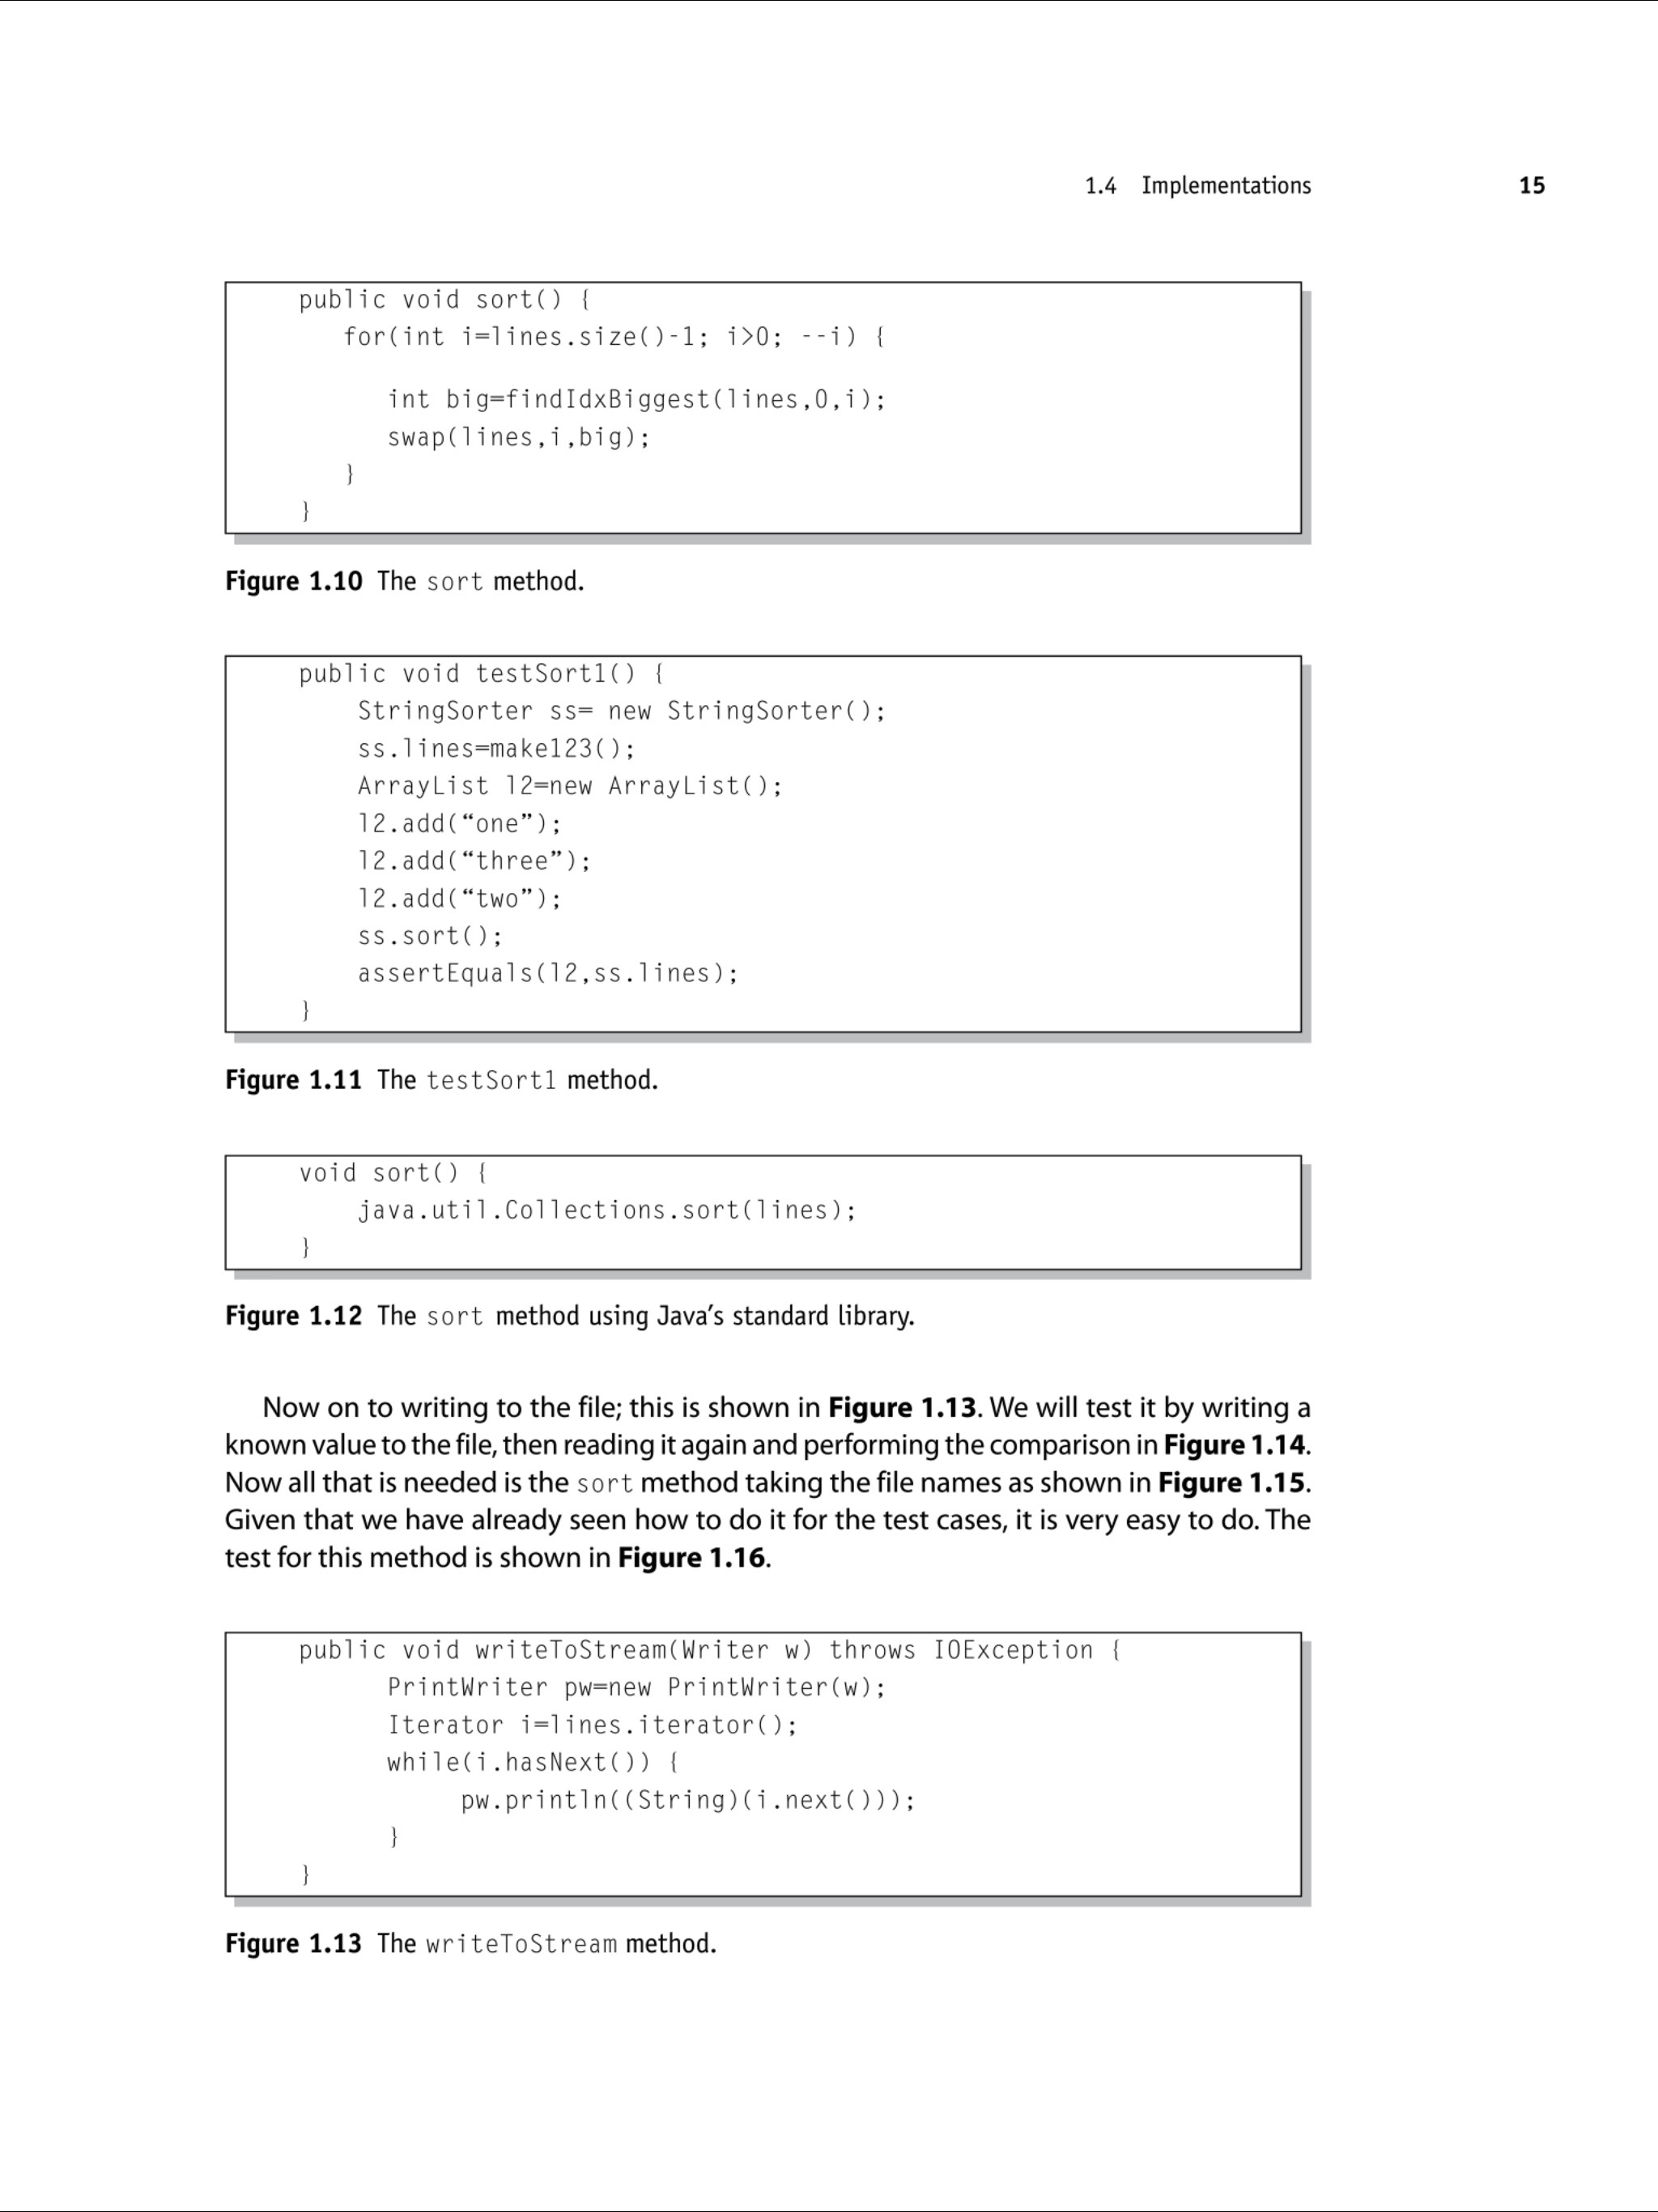 1.4 Implementations 15
public void sort() {
for(int i=lines.size()-1; i>0; --i) {
int big=findIdxBiggest(lines,0,i);
swap(lines,i,big);
}
}
Figure 1.10 The sort method.
public void testSort1() {
StringSorter ss= new StringSorter();
ss.lines=make123();
ArrayList l2=new ArrayList();
l2.add(“one”);
l2.add(“three”);
l2.add(“two”);
ss.sort();
assertEquals(l2,ss.lines);
}
Figure 1.11 The testSort1 method.
void sort() {
java.util.Collections.sort(lines);
}
Figure 1.12 The sort method using Java’s standard library.
Now on to writing to the file; this is shown in Figure 1.13. We will test it by writing a
known value to the file, then reading it again and performing the comparison in Figure 1.14.
Now all that is needed is the sort method taking the file names as shown in Figure 1.15.
Given that we have already seen how to do it for the test cases, it is very easy to do. The
test for this method is shown in Figure 1.16.
public void writeToStream(Writer w) throws IOException {
PrintWriter pw=new PrintWriter(w);
Iterator i=lines.iterator();
while(i.hasNext()) {
pw.println((String)(i.next()));
}
}
Figure 1.13 The writeToStream method.